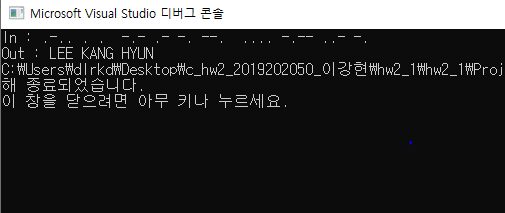 Microsoft Visual Studio 디버그 콘솔
In : .-.. . .  -.- .- -. --.  .... -.-- ..- -.
Out : LEE KANG HYUN
C:\Users\dlrkd\Desktop\c_hw2_2019202050_이강현\hw2_1\hw2_1\Proj
해 종료되었습니다.
이 창을 닫으려면 아무 키나 누르세요.